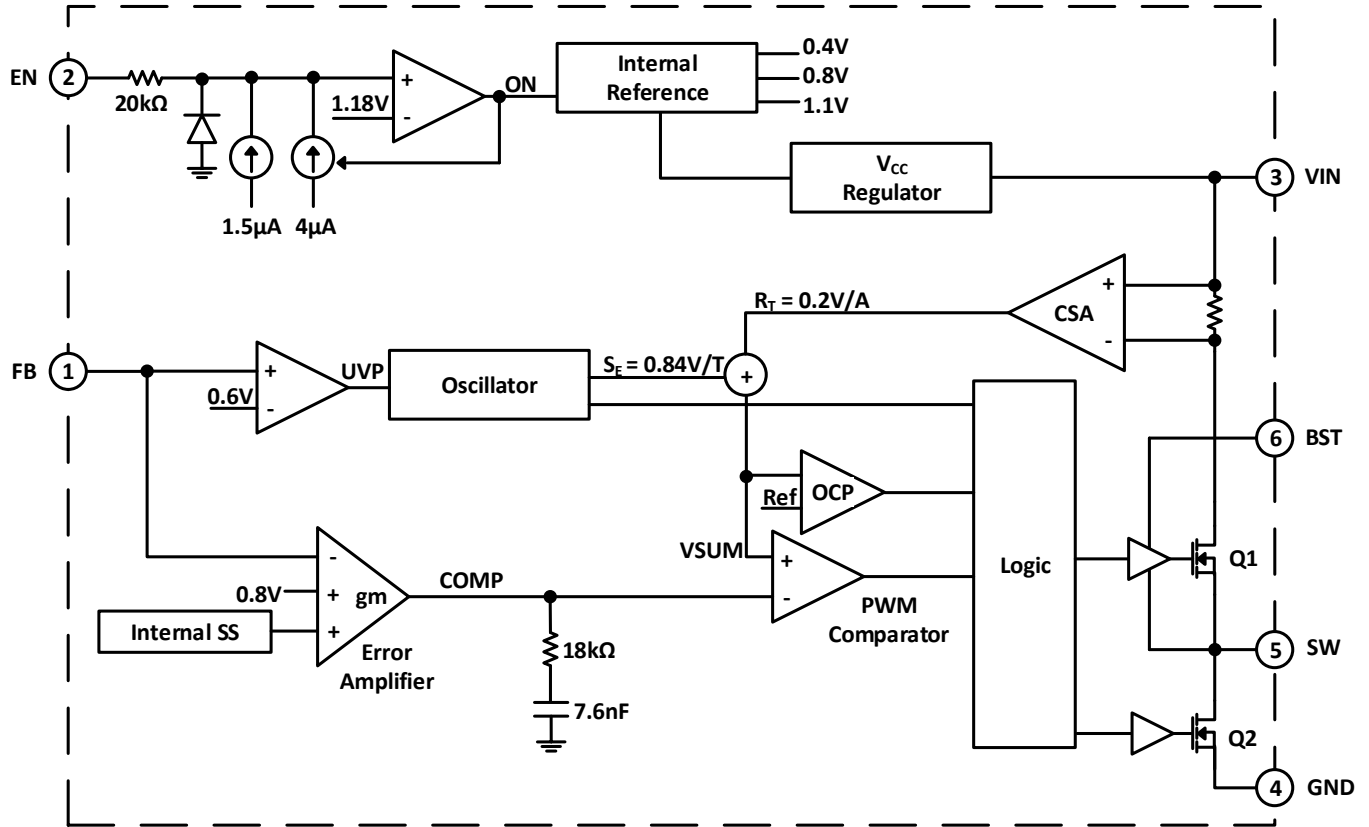 EN
2
20kΩ
1.5µA
4µA
1.18V
+
-
ON
Internal
Reference
0.4V
0.8V
1.1V
VCC
Regulator
3
VIN
RT = 0.2V/A
CSA
+
-
FB
1
0.6V
+
-
UVP
Oscillator
SE = 0.84V/T
+
6
BST
Ref
OCP
VSUM
+
-
PWM
Comparator
Logic
Q1
0.8V
Internal SS
-
+
+
gm
Error
Amplifier
COMP
18kΩ
7.6nF
5
SW
Q2
4
GND